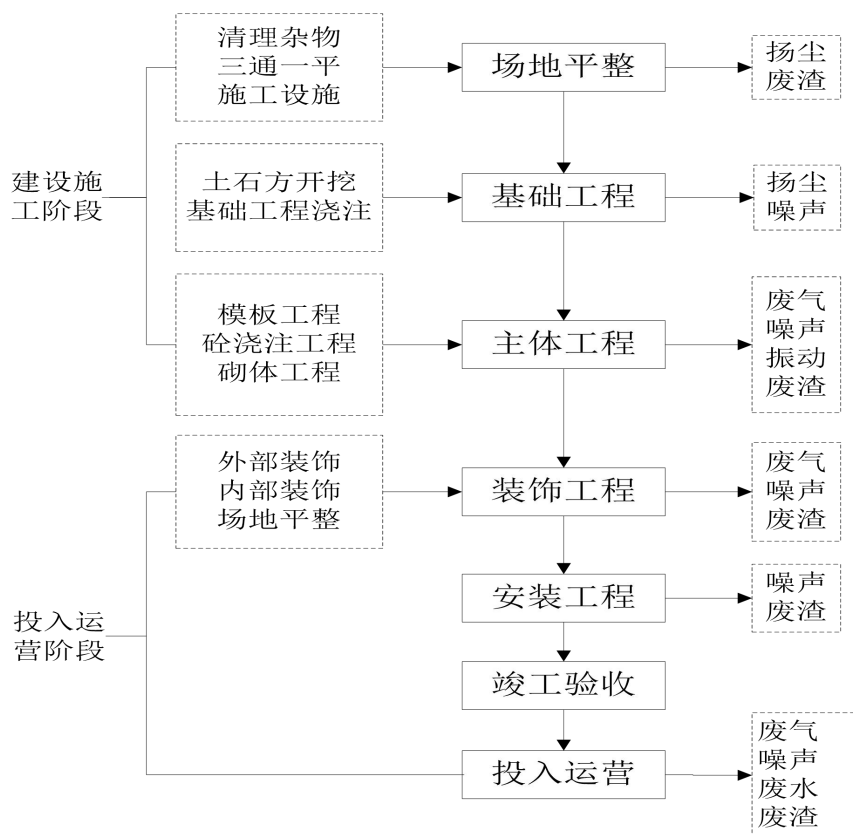 清理杂物
三通一平
施工设施
场地平整
扬尘
废渣
建设施
工阶段
土石方开挖
基础工程浇注
基础工程
扬尘
噪声
模板工程
砼浇注工程
砌体工程
主体工程
废气
噪声
振动
废渣
外部装饰
内部装饰
场地平整
装饰工程
废气
噪声
废渣
安装工程
噪声
废渣
投入运
营阶段
竣工验收
投入运营
废气
噪声
废水
废渣